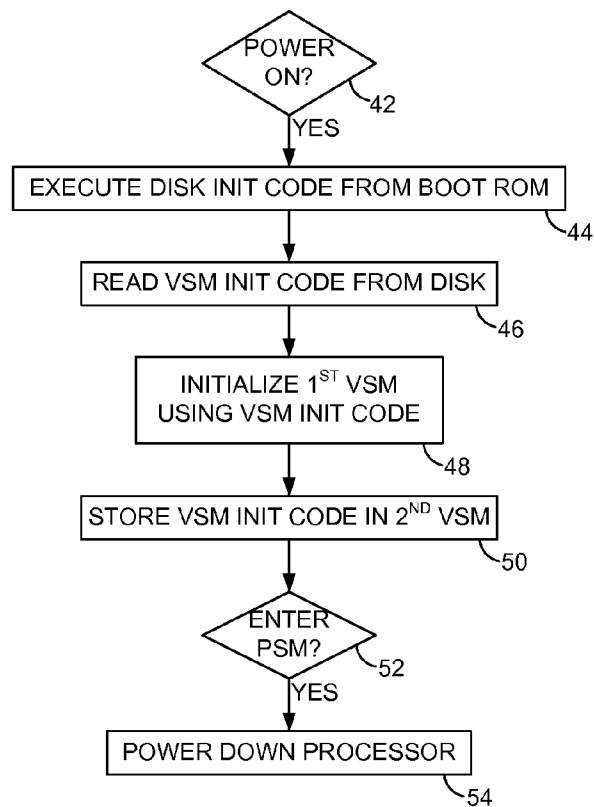 POWER
ON?
42
YES
EXECUTE DISK INIT CODE FROM BOOT ROM
44
READ VSM INIT CODE FROM DISK
46
INITIALIZE 1ST VSM
USING VSM INIT CODE
48
STORE VSM INIT CODE IN 2ND VSM
50
ENTER
PSM?
52
YES
POWER DOWN PROCESSOR
54